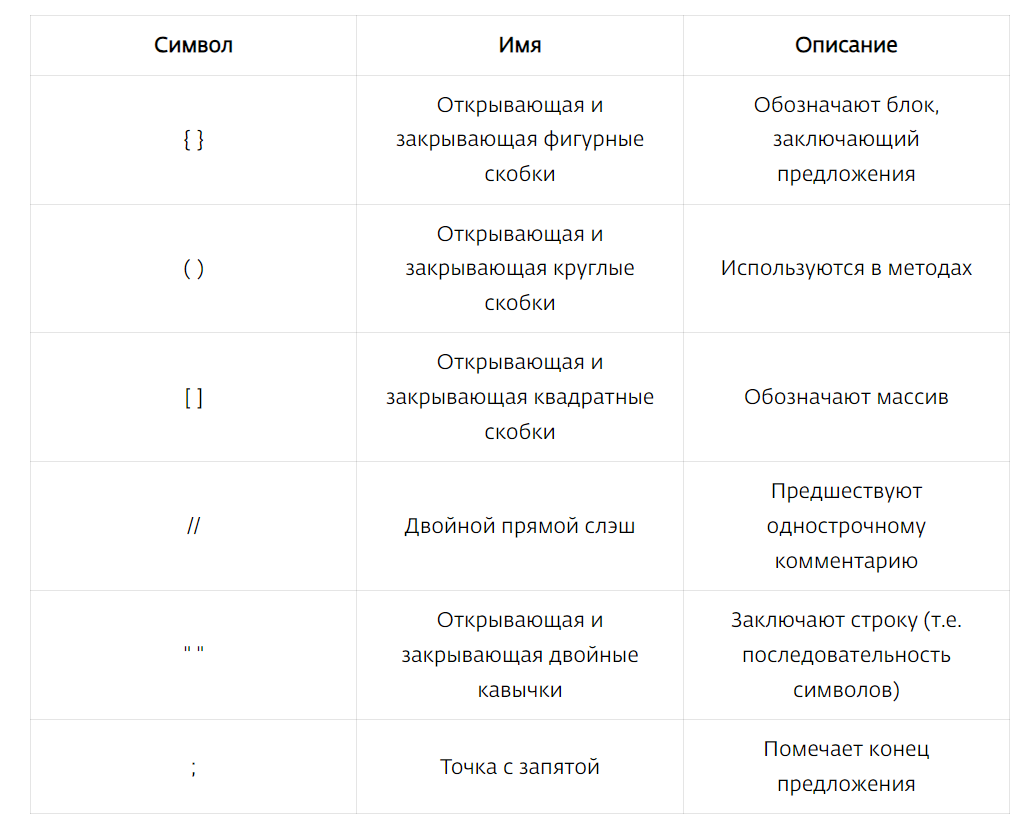 Символ Имя Описание
{ } Открывающая и закрывающая фигурные скобки Обозначают блок, заключающий предложения
( ) Открывающая и закрывающая круглые скобки Используются в методах
[ ] Открывающая и закрывающая квадратные скобки Обозначают массив
// Двойной прямой слэш Предшествуют однострочному комментарию
" " Открывающая и закрывающая двойные кавычки Заключают строку (т.е. последовательность символов)
; Точка с запятой Помечает конец предложения